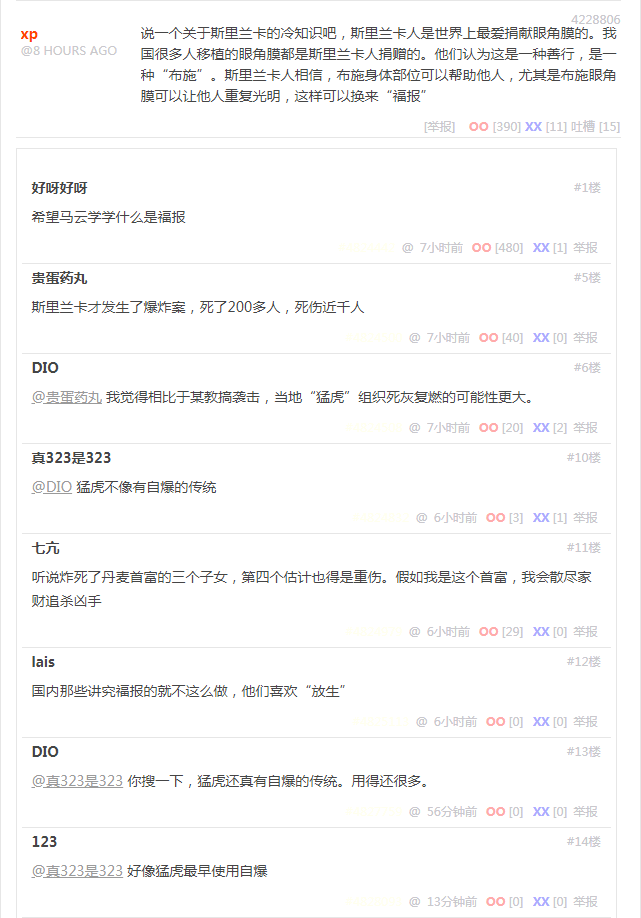 4228806
xp
@8 HOURS AGO
说一个关于斯里兰卡的冷知识吧，斯里兰卡人是世界上最爱捐献眼角膜的。我
国很多人移植的眼角膜都是斯里兰卡人捐赠的。他们认为这是一种善行，是一
种“布施”。斯里兰卡人相信，布施身体部位可以帮助他人，尤其是布施眼角
膜可以让他人重复光明，这样可以换来“福报”
[举报] OO [390] XX [11] 吐槽 [15]
好呀好呀 #1楼
希望马云学学什么是福报
@ 7小时前 OO [480] XX [1] 举报
贵蛋药丸 #5楼
斯里兰卡才发生了爆炸案，死了200多人，死伤近千人
@ 7小时前 OO [40] XX [0] 举报
DIO #6楼
@贵蛋药丸 我觉得相比于某教搞袭击，当地“猛虎”组织死灰复燃的可能性更大。
@ 7小时前 OO [20] XX [2] 举报
真323是323 #10楼
@DIO 猛虎不像有自爆的传统
@ 6小时前 OO [3] XX [1] 举报
七亢 #11楼
听说炸死了丹麦首富的三个子女，第四个估计也得是重伤。假如我是这个首富，我会散尽家
财追杀凶手
@ 6小时前 OO [29] XX [0] 举报
lais #12楼
国内那些讲究福报的就不这么做，他们喜欢“放生”
@ 6小时前 OO [0] XX [0] 举报
DIO #13楼
@真323是323 你搜一下，猛虎还真有自爆的传统。用得还很多。
@ 56分钟前 OO [0] XX [0] 举报
123 #14楼
@真323是323 好像猛虎最早使用自爆
@ 13分钟前 OO [0] XX [0] 举报